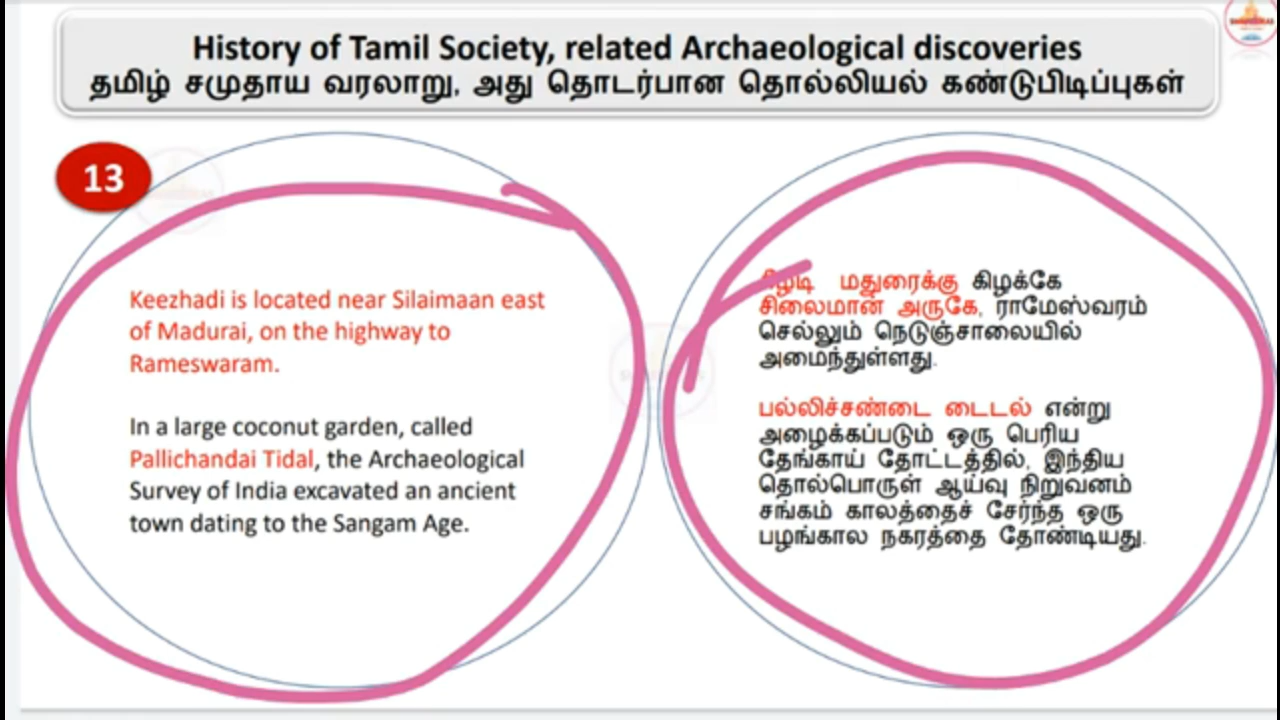 History of Tamil Society, related Archaeological discoveries
தமிழ் சமுதாய வரலாறு, அது தொடர்பான தொல்லியல் கண்டுபிடிப்புகள்
13
Keezhadi is located near Silaimaan east
of Madurai, on the highway to
Rameswaram.
In a large coconut garden, called
Pallichandai Tidal, the Archaeological
Survey of India excavated an ancient
town dating to the Sangam Age.
மதுரைக்கு கிழக்கே
சிலைமான் அருகே, ராமேஸ்வரம்
செல்லும் நெடுஞ்சாலையில்
அமைந்துள்ளது.
பல்லிச்சண்டை டைடல் என்று
அழைக்கப்படும் ஒரு பெரிய
தேங்காய் தோட்டத்தில், இந்திய
தொல்பொருள் ஆய்வு நிறுவனம்
சங்கம் காலத்தைச் சேர்ந்த ஒரு
பழங்கால நகரத்தை தோண்டியது.